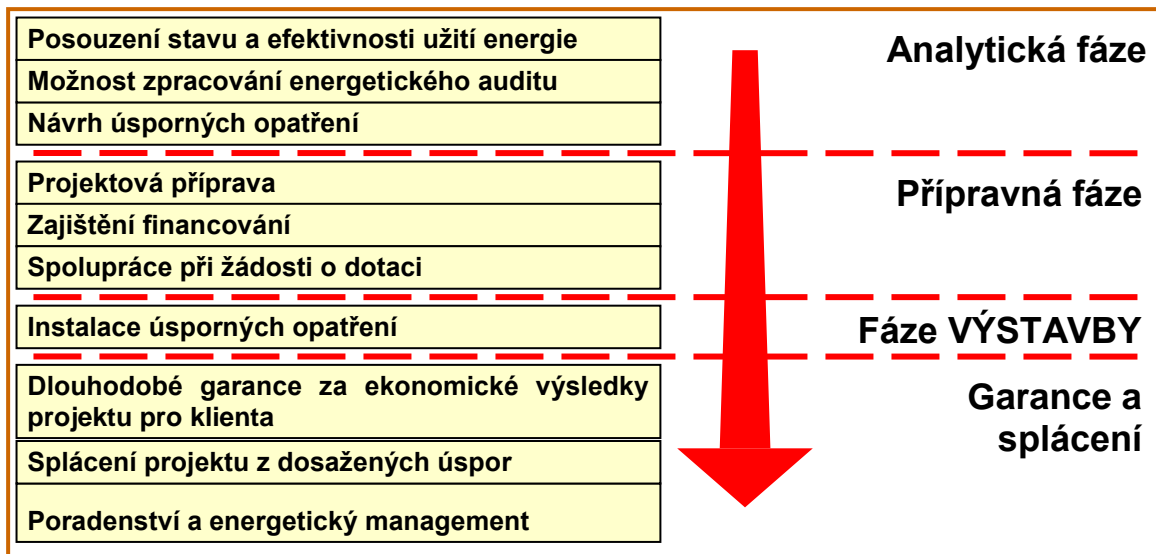 Posouzení stavu a efektivnosti užití energie
Možnost zpracování energetického auditu
Návrh úsporných opatření
Analytická fáze
Projektová příprava
Zajištění financování
Spolupráce při žádosti o dotaci
Přípravná fáze
Instalace úsporných opatření
Fáze VÝSTAVBY
Dlouhodobé garance za ekonomické výsledky
projektu pro klienta
Splácení projektu z dosažených úspor
Poradenství a energetický management
Garance a
splácení